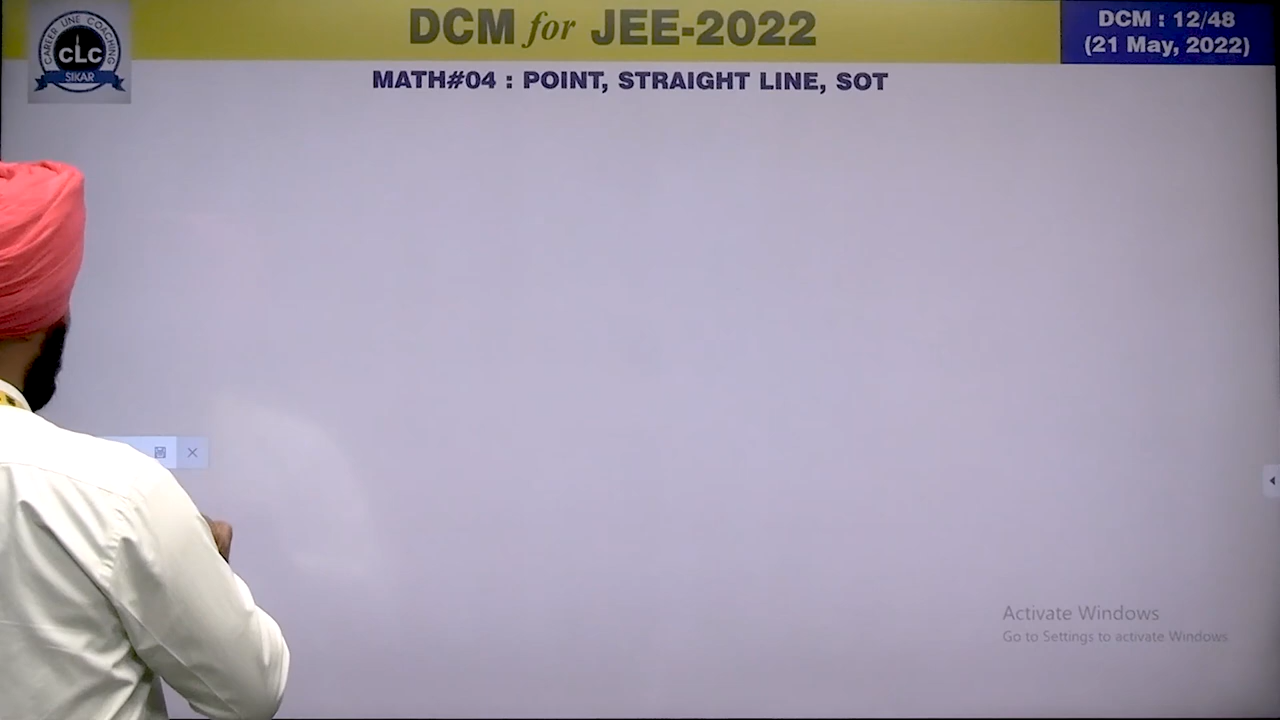 CAREER LINE COACHING
CLC
SIKAR
DCM for JEE-2022
DCM : 12/48
(21 May, 2022)
MATH#04 : POINT, STRAIGHT LINE, SOT
Activate Windows
Go to Settings to activate Windows.